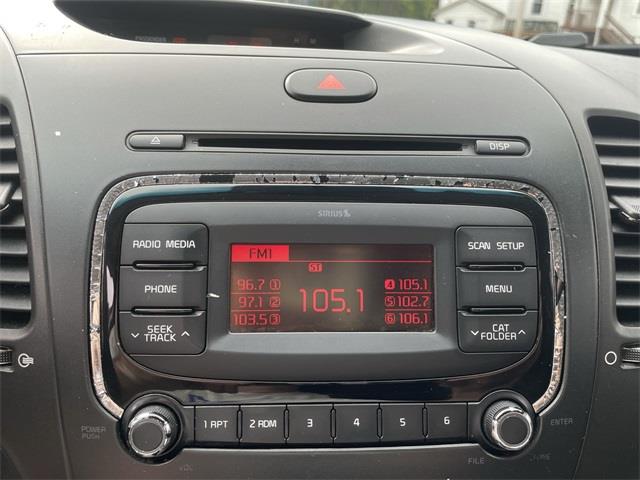 PASSENGER
DISP
SIRIUS
RADIO MEDIA
PHONE
SEEK
TRACK
FM1
ST
96.7 1
97.1 2
103.5 3
105.1
4 105.1
5 102.7
6 106.1
SCAN SETUP
MENU
CAT
FOLDER
POWER
PUSH
VOL
1 RPT
2 RDM
3
4
5
6
ENTER
FILE
TUNE